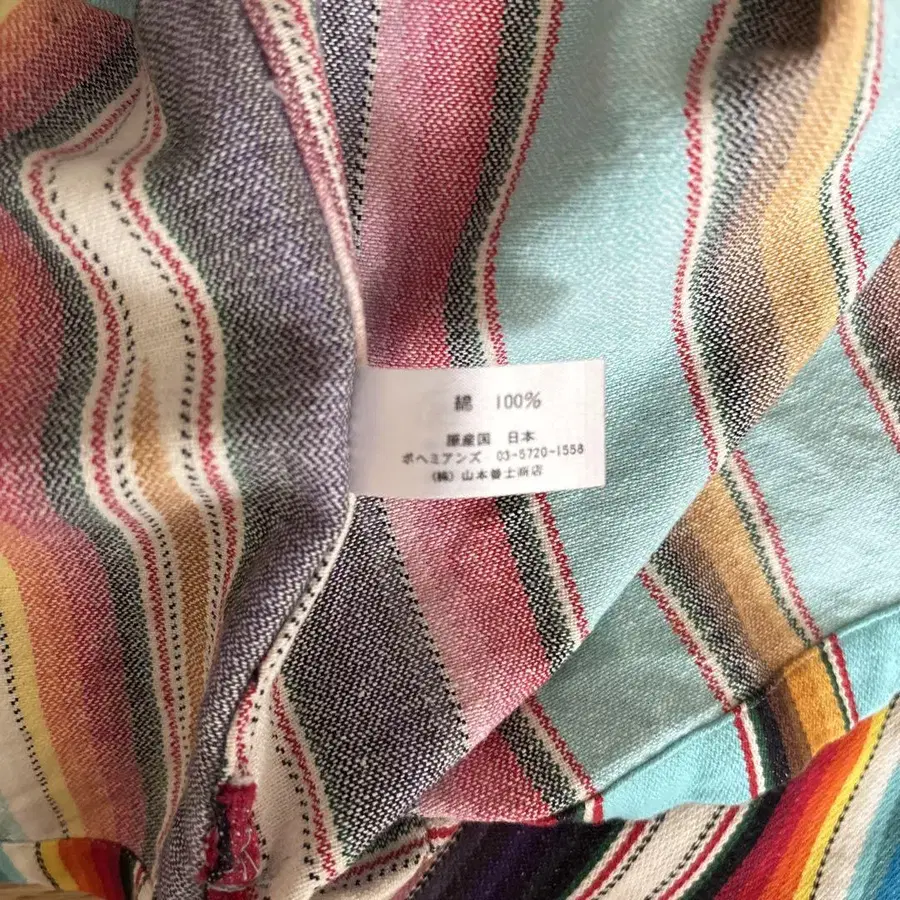 綿 100%
原産国 日本
ボヘミアンズ 03-5720-1558
(株) 山本善士商店